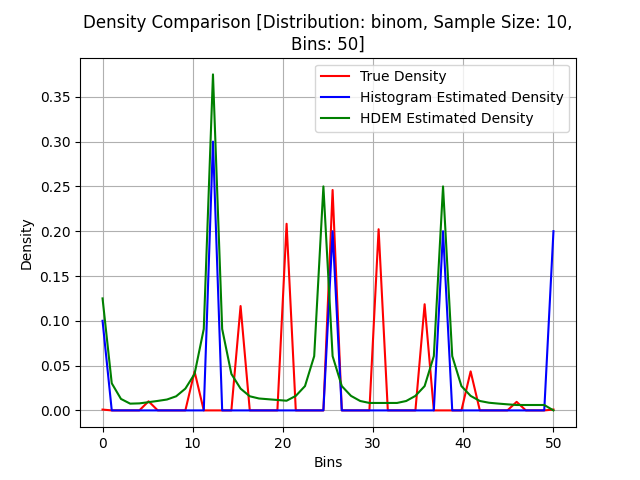 Density Comparison [Distribution: binom, Sample Size: 10,
Bins: 50]
True Density
Histogram Estimated Density
HDEM Estimated Density
Density
0.35
0.30
0.25
0.20
0.15
0.10
0.05
0.00
0 10 20 30 40 50
Bins